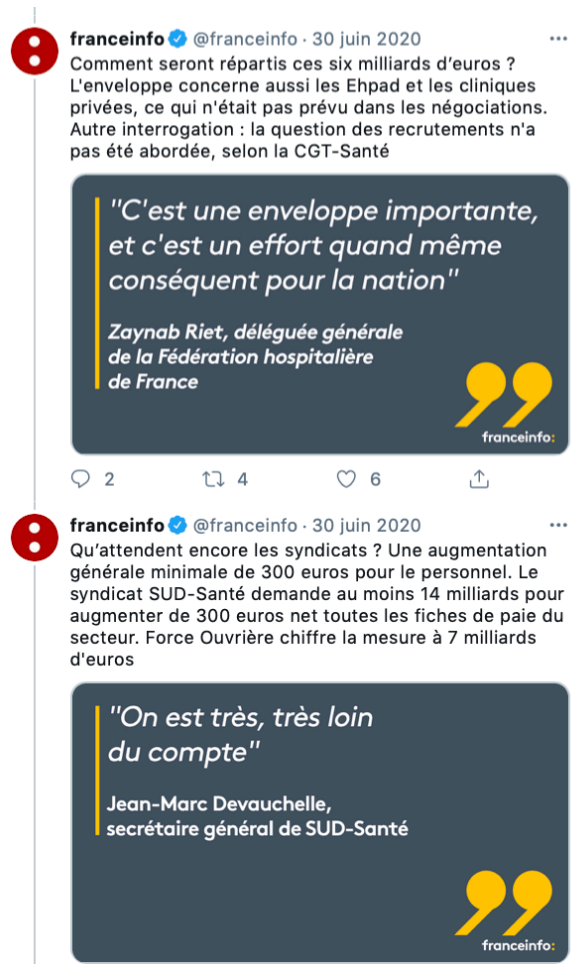 franceinfo @franceinfo · 30 juin 2020
Comment seront répartis ces six milliards d’euros ?
L'enveloppe concerne aussi les Ehpad et les cliniques
privées, ce qui n'était pas prévu dans les négociations.
Autre interrogation : la question des recrutements n'a
pas été abordée, selon la CGT-Santé
"C'est une enveloppe importante,
et c'est un effort quand même
conséquent pour la nation"
Zaynab Riet, déléguée générale
de la Fédération hospitalière
de France
franceinfo:
2 4 6
franceinfo @franceinfo · 30 juin 2020
Qu’attendent encore les syndicats ? Une augmentation
générale minimale de 300 euros pour le personnel. Le
syndicat SUD-Santé demande au moins 14 milliards pour
augmenter de 300 euros net toutes les fiches de paie du
secteur. Force Ouvrière chiffre la mesure à 7 milliards
d'euros
"On est très, très loin
du compte"
Jean-Marc Devauchelle,
secrétaire général de SUD-Santé
franceinfo: